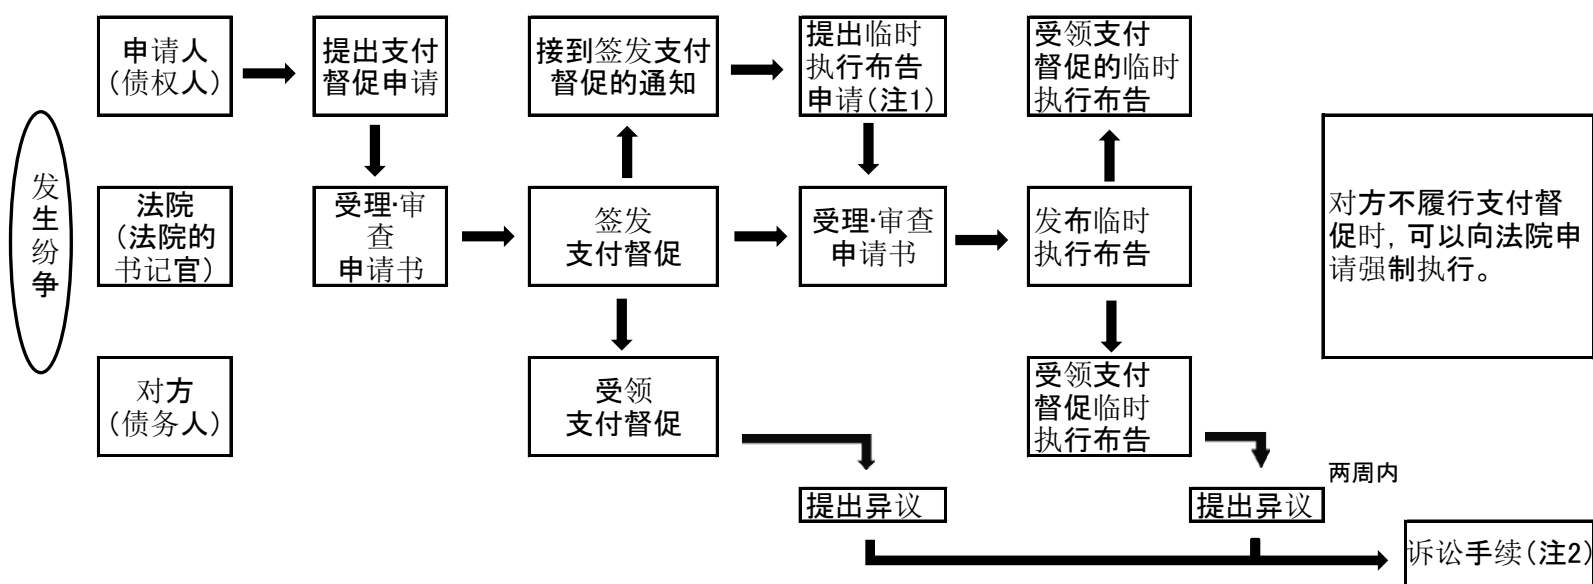 发
生
纷
争
申请人
(债权人)
提出支付
督促申请
接到签发支付
督促的通知
提出临时
执行布告
申请(注1)
受领支付
督促的临时
执行布告
法院
(法院的
书记官)
受理·审
查
申请书
签发
支付督促
受理·审查
申请书
发布临时
执行布告
对方不履行支付督
促时,可以向法院申
请强制执行。
对方
(债务人)
受领
支付督促
受领支付
督促临时
执行布告
两周内
提出异议
提出异议
诉讼手续(注2)